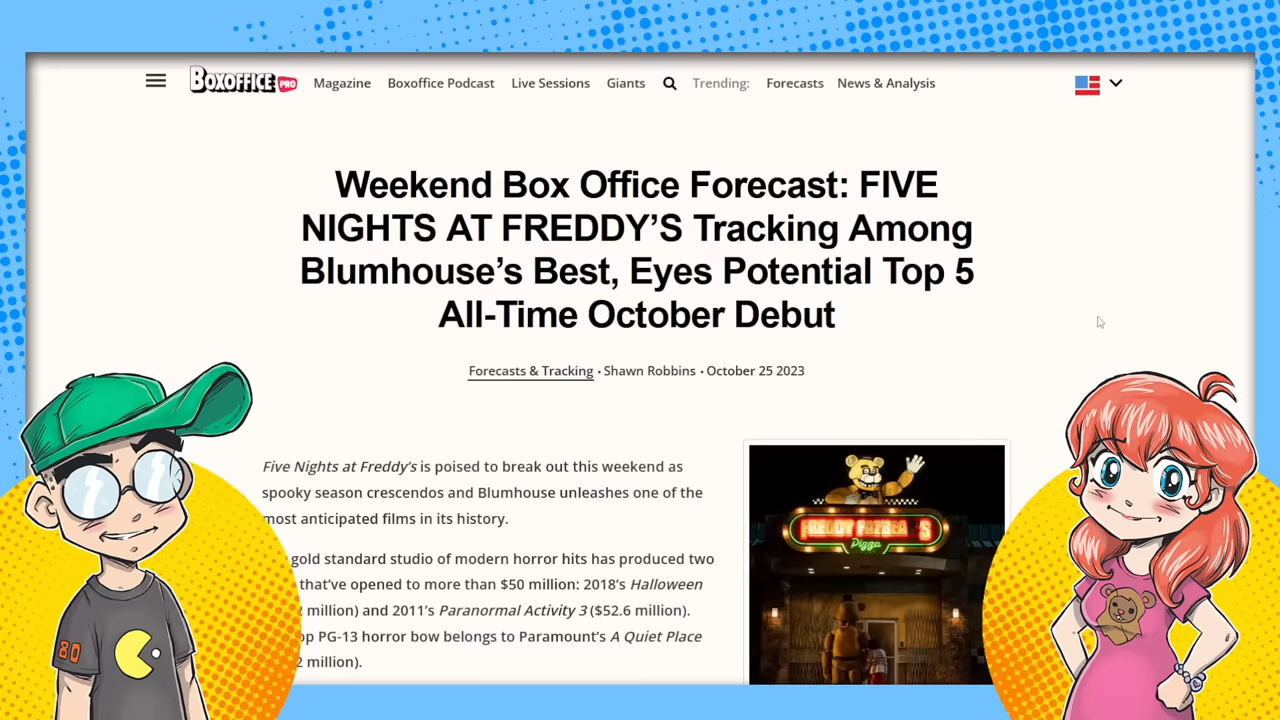 BOXOFFICE PRO Magazine Boxoffice Podcast Live Sessions Giants Trending: Forecasts News & Analysis
Weekend Box Office Forecast: FIVE
NIGHTS AT FREDDY'S Tracking Among
Blumhouse's Best, Eyes Potential Top 5
All-Time October Debut
Forecasts & Tracking • Shawn Robbins • October 25 2023
Five Nights at Freddy's is poised to break out this weekend as
spooky season crescendos and Blumhouse unleashes one of the
most anticipated films in its history.
gold standard studio of modern horror hits has produced two
that've opened to more than $50 million: 2018's Halloween
million) and 2011's Paranormal Activity 3 ($52.6 million).
PG-13 horror bow belongs to Paramount's A Quiet Place
million).
FREDDY FAZBEA 'S
Pizza
80